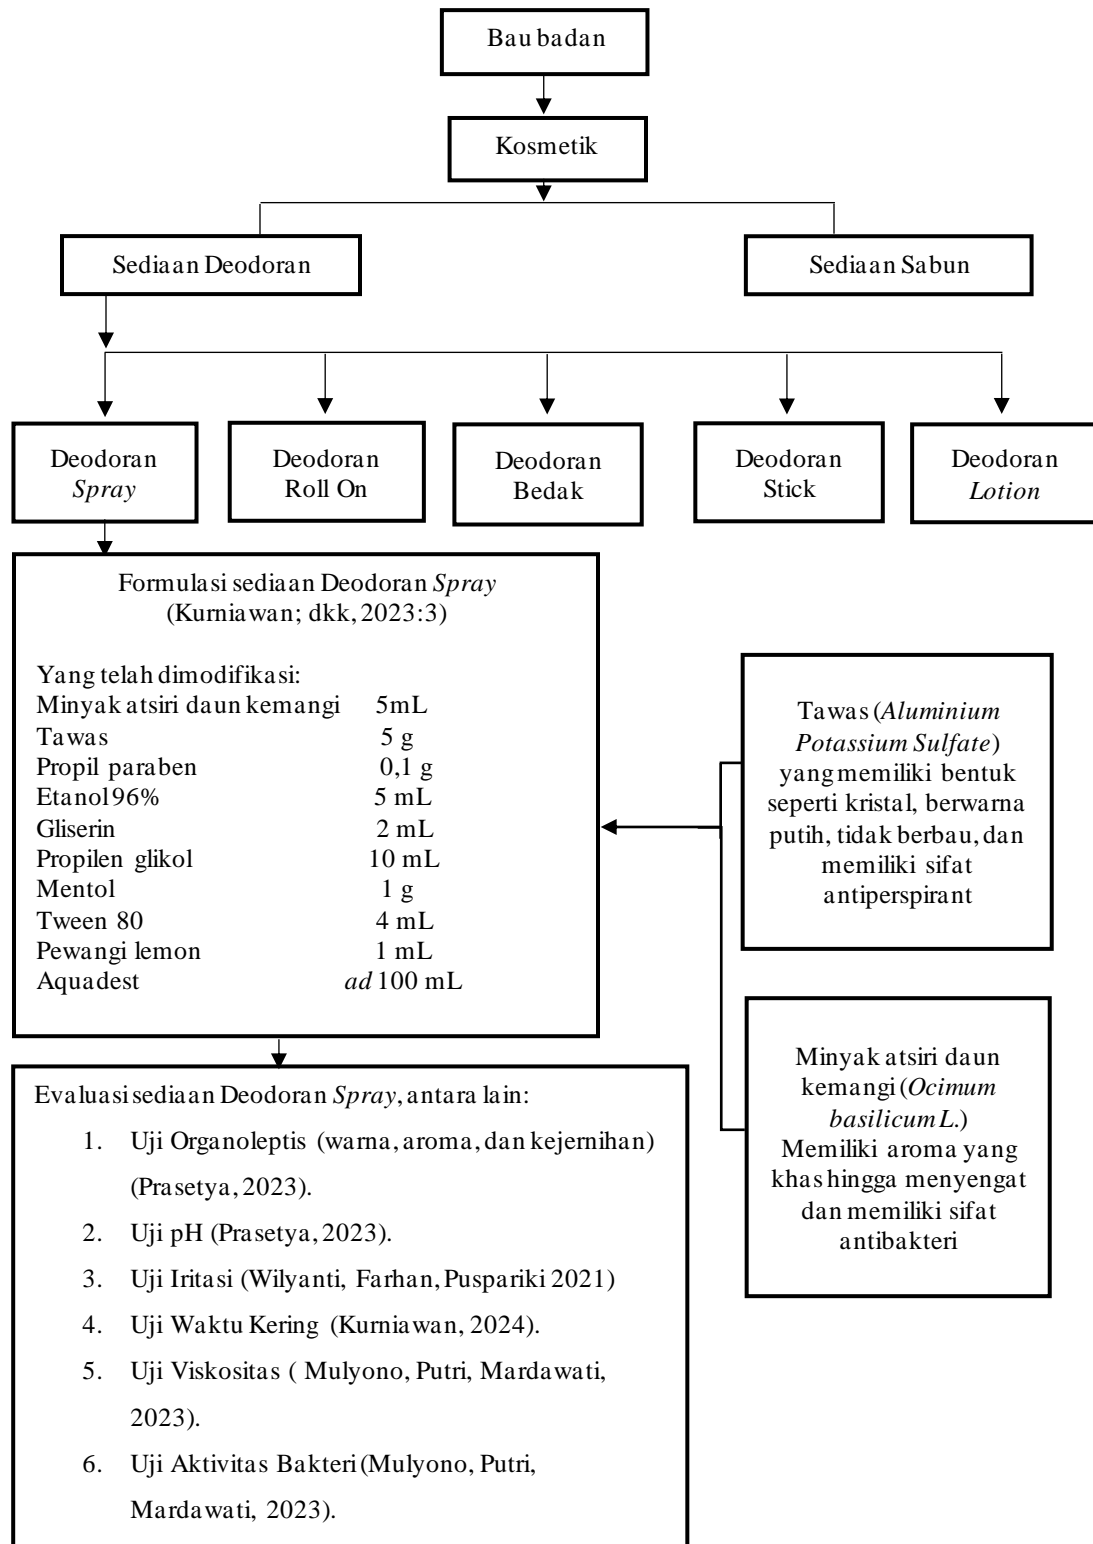 Bau badan
Kosmetik
Sediaan Deodoran
Sediaan Sabun
Deodoran
Spray
Deodoran
Roll On
Deodoran
Bedak
Deodoran
Stick
Deodoran
Lotion
Formulasi sediaan Deodoran Spray
(Kurniawan; dkk, 2023:3)
Yang telah dimodifikasi:
Minyak atsiri daun kemangi 5mL
Tawas 5 g
Propil paraben 0,1 g
Etanol 96% 5 mL
Gliserin 2 mL
Propilen glikol 10 mL
Mentol 1 g
Tween 80 4 mL
Pewangi lemon 1 mL
Aquadest ad 100 mL
Tawas (Aluminium
Potassium Sulfate)
yang memiliki bentuk
seperti kristal, berwarna
putih, tidak berbau, dan
memiliki sifat
antiperspirant
Minyak atsiri daun
kemangi (Ocimum
basilicum L.)
Memiliki aroma yang
khas hingga menyengat
dan memiliki sifat
antibakteri
Evaluasi sediaan Deodoran Spray, antara lain:
1. Uji Organoleptis (warna, aroma, dan kejernihan)
(Prasetya, 2023).
2. Uji pH (Prasetya, 2023).
3. Uji Iritasi (Wilyanti, Farhan, Puspariki 2021)
4. Uji Waktu Kering (Kurniawan, 2024).
5. Uji Viskositas ( Mulyono, Putri, Mardawati,
2023).
6. Uji Aktivitas Bakteri (Mulyono, Putri,
Mardawati, 2023).